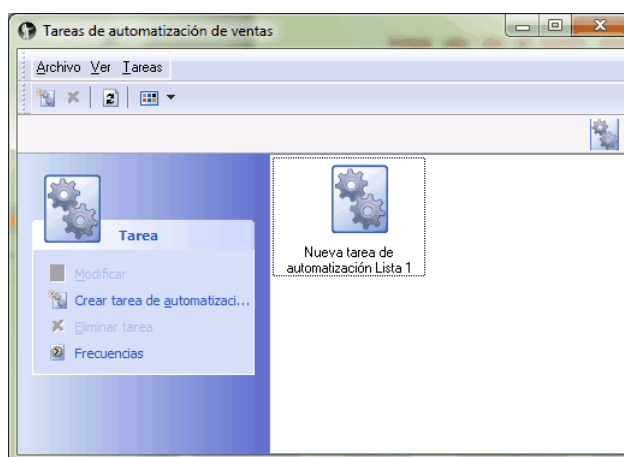 Tareas de automatización de ventas
Archivo Ver Tareas
Tarea
Modificar
Crear tarea de automatizaci...
Eliminar tarea
Frecuencias
Nueva tarea de
automatización Lista 1